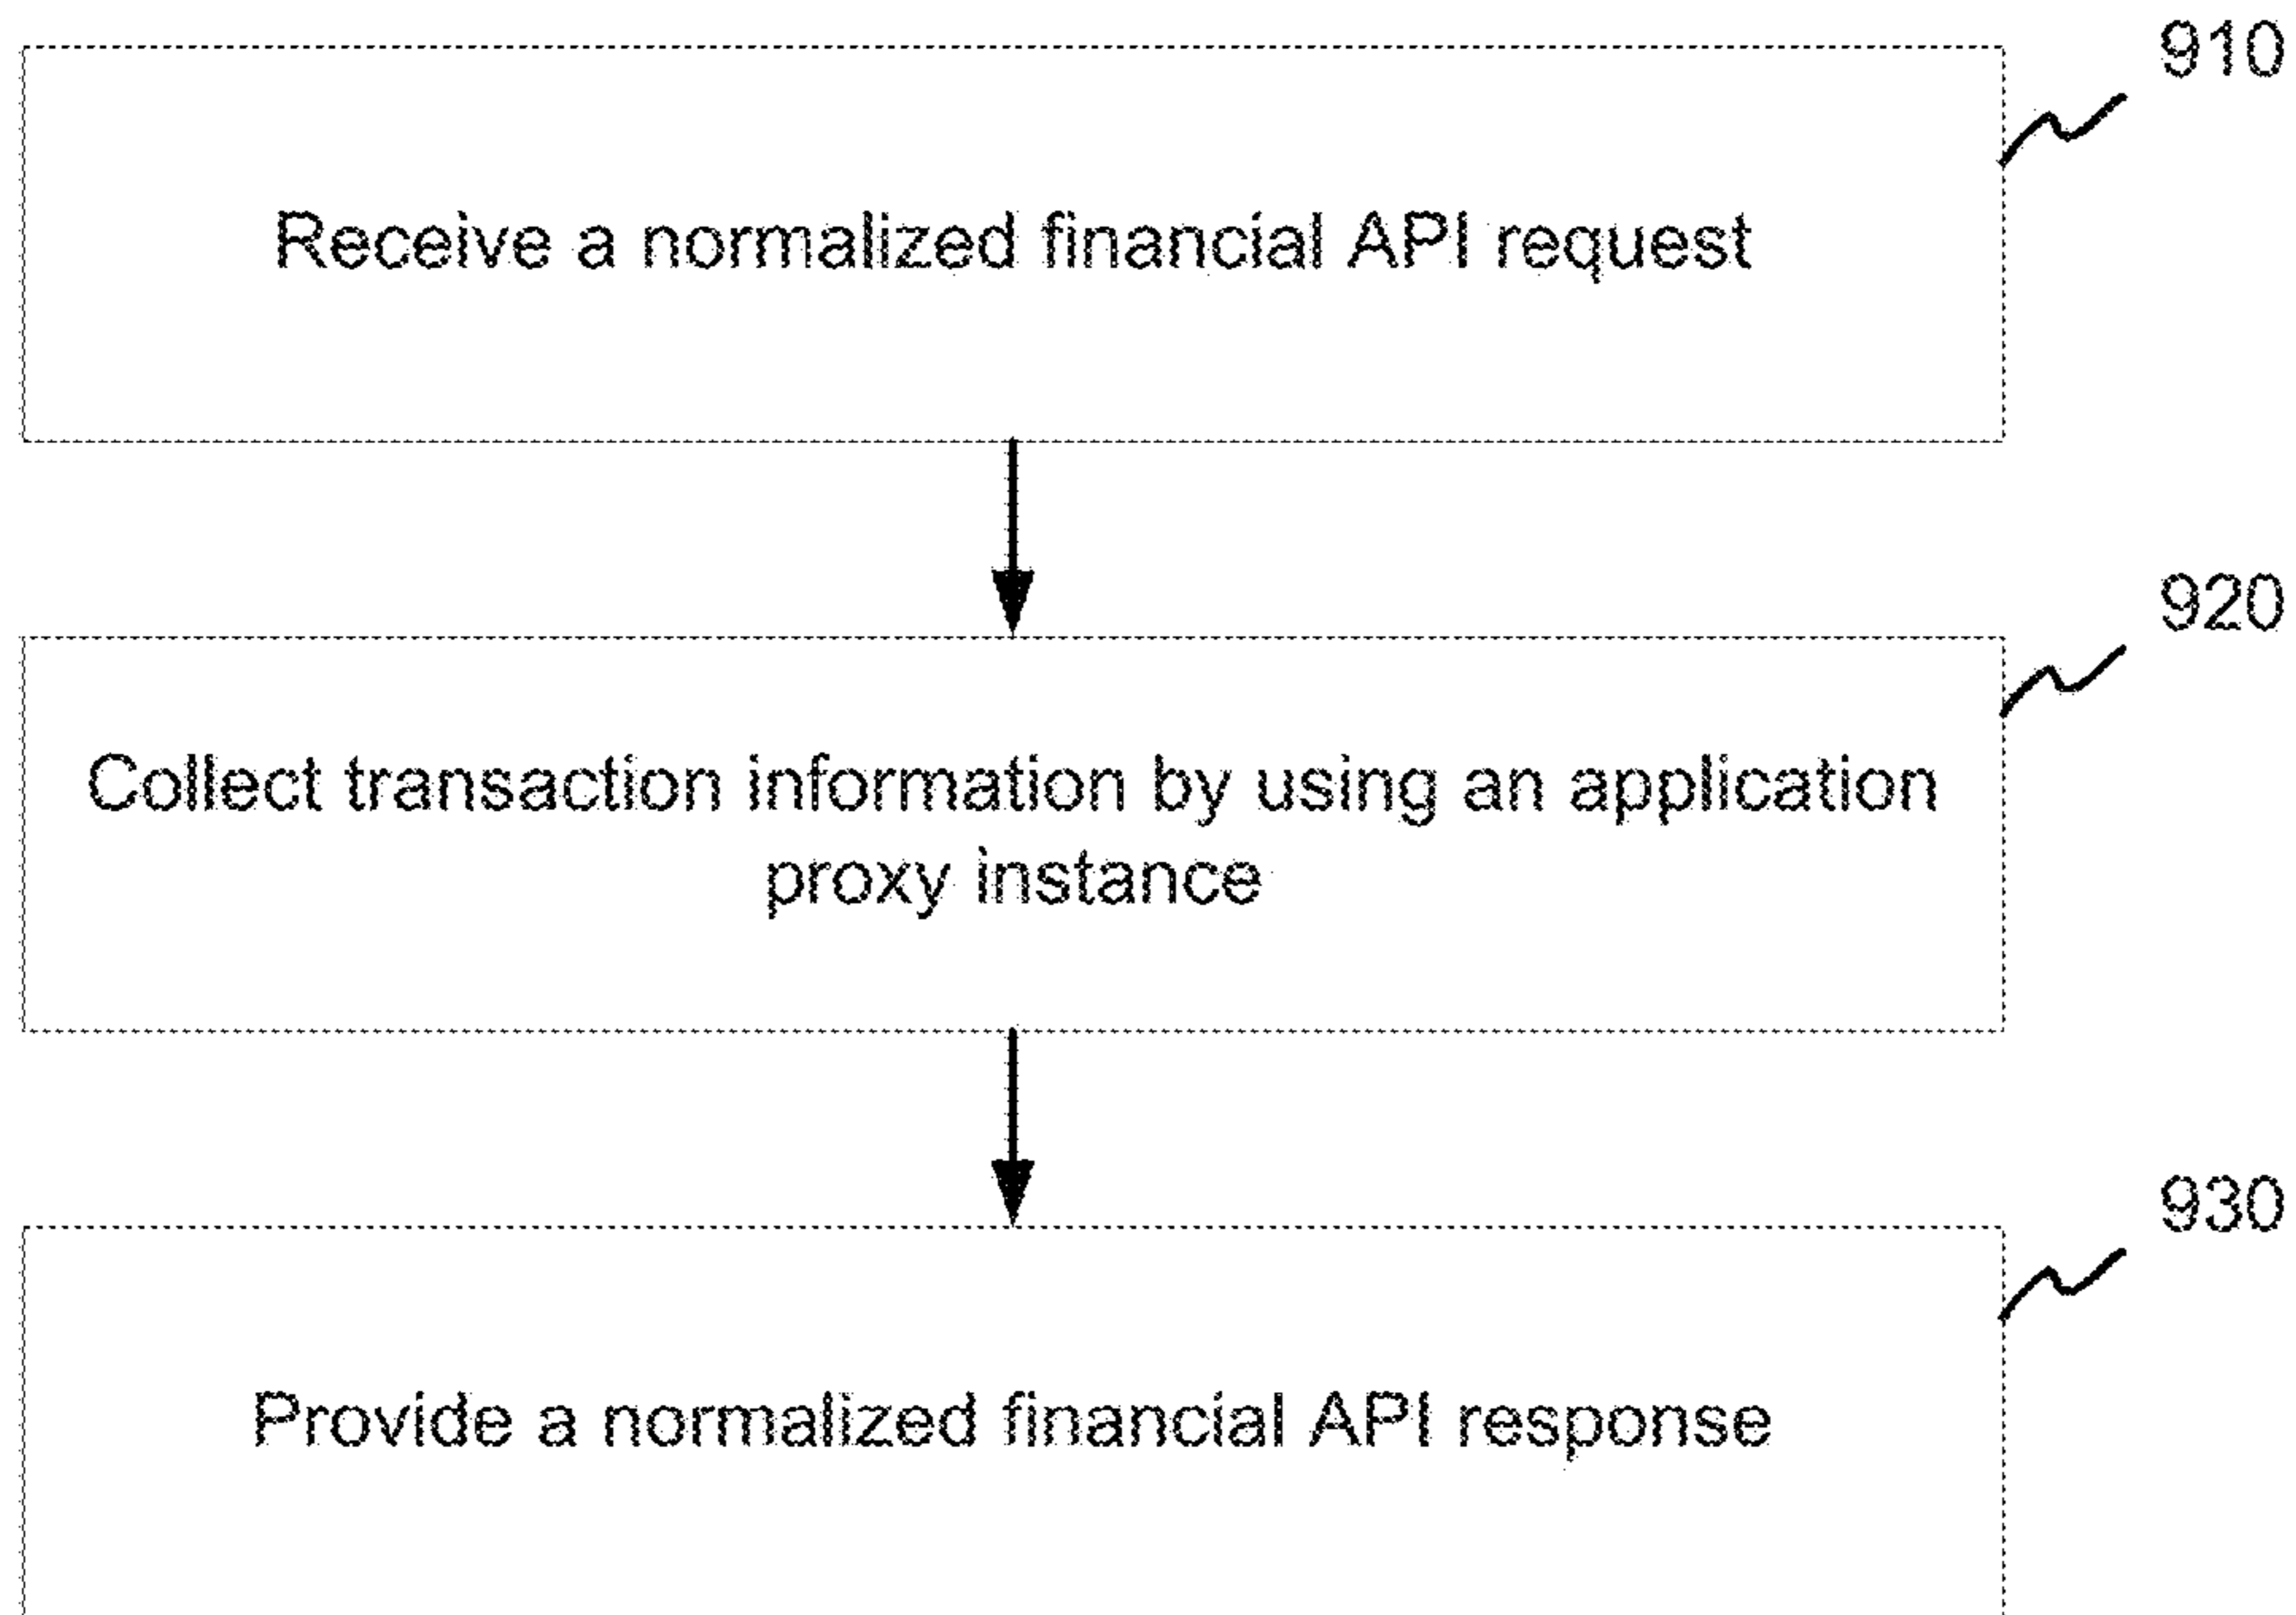 910
Receive a normalized financial API request
920
Collect transaction information by using an application
proxy instance
930
Provide a normalized financial API response